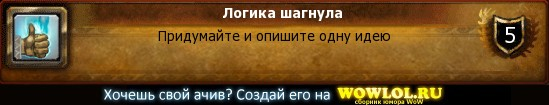 Логика шагнула
Придумайте и опишите одну идею
5
Хочешь свой ачив? Создай его на WOWLOL.RU
сборник юмора WoW